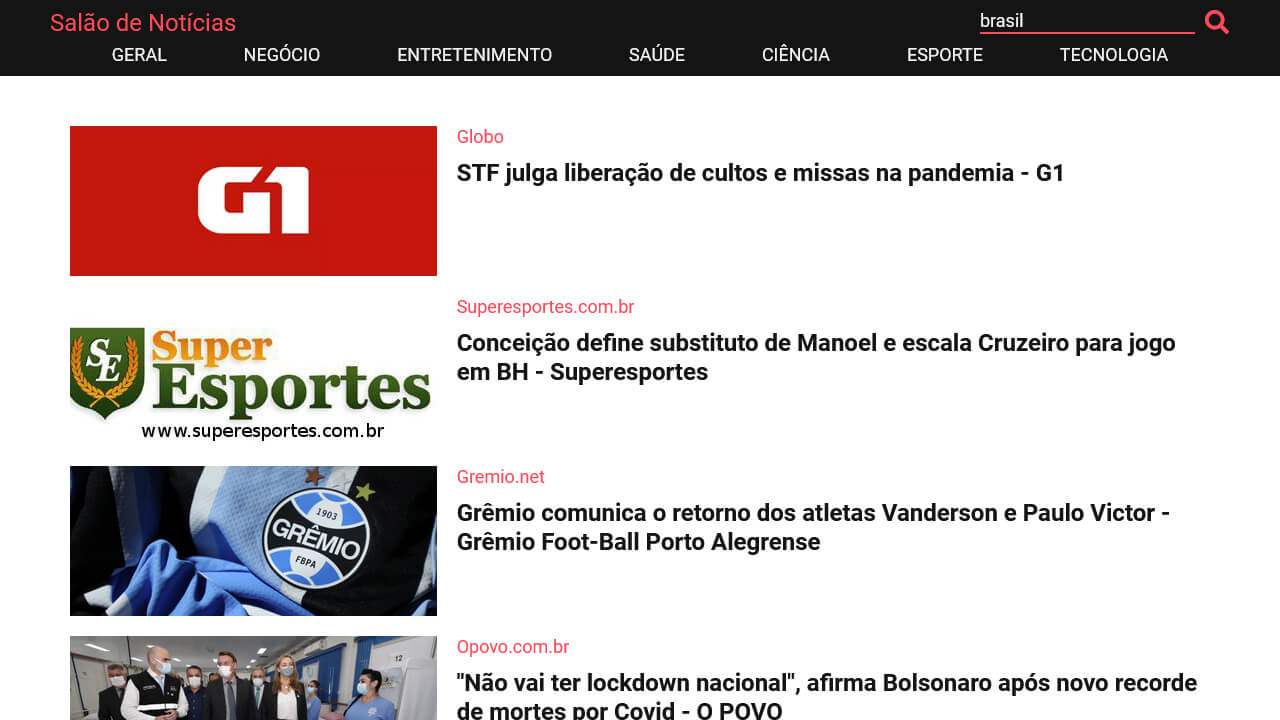 Salão de Notícias
brasil
GERAL NEGÓCIO ENTRETENIMENTO SAÚDE CIÊNCIA ESPORTE TECNOLOGIA
G1
Globo
STF julga liberação de cultos e missas na pandemia - G1
SE Super
Esportes
www.superesportes.com.br
Superesportes.com.br
Conceição define substituto de Manoel e escala Cruzeiro para jogo
em BH - Superesportes
1903
GRÊMIO
FBPA
Gremio.net
Grêmio comunica o retorno dos atletas Vanderson e Paulo Victor -
Grêmio Foot-Ball Porto Alegrense
12
Opovo.com.br
"Não vai ter lockdown nacional", afirma Bolsonaro após novo recorde
de mortes por Covid - O POVO